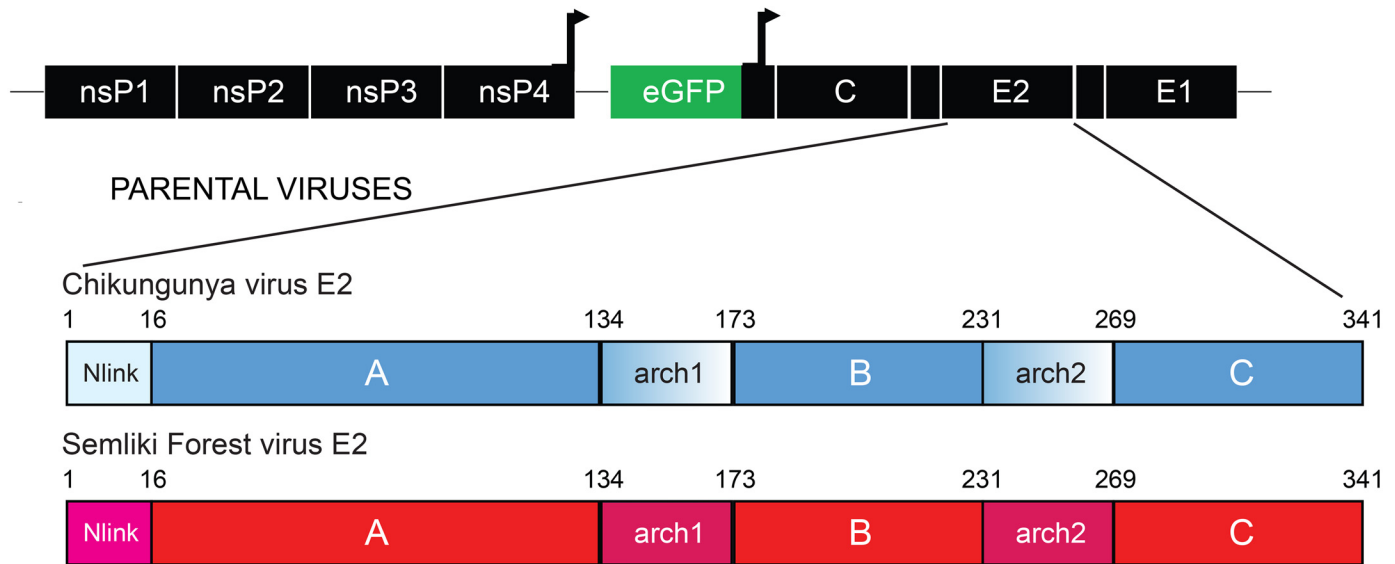 nsP1 nsP2 nsP3 nsP4 eGFP C E2 E1
PARENTAL VIRUSES
Chikungunya virus E2
1 16 134 173 231 269 341
Nlink A arch1 B arch2 C
Semliki Forest virus E2
1 16 134 173 231 269 341
Nlink A arch1 B arch2 C